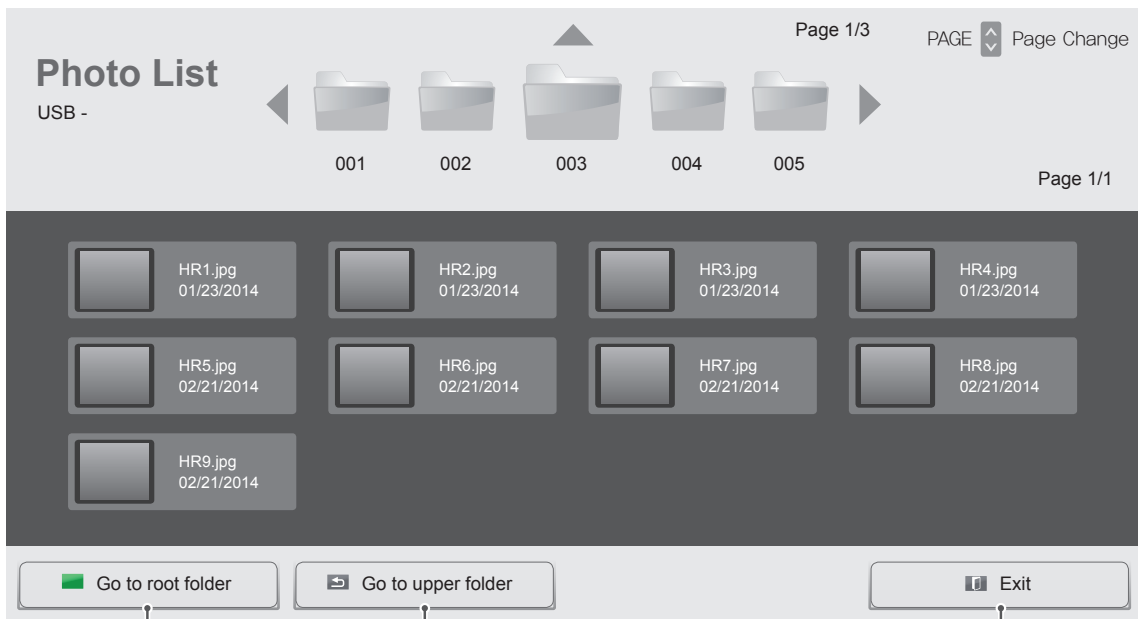 Page 1/3
PAGE Page Change
Photo List
USB -
001 002 003 004 005
Page 1/1
HR1.jpg
01/23/2014
HR2.jpg
01/23/2014
HR3.jpg
01/23/2014
HR4.jpg
01/23/2014
HR5.jpg
02/21/2014
HR6.jpg
02/21/2014
HR7.jpg
02/21/2014
HR8.jpg
02/21/2014
HR9.jpg
02/21/2014
Go to root folder
Go to upper folder
Exit